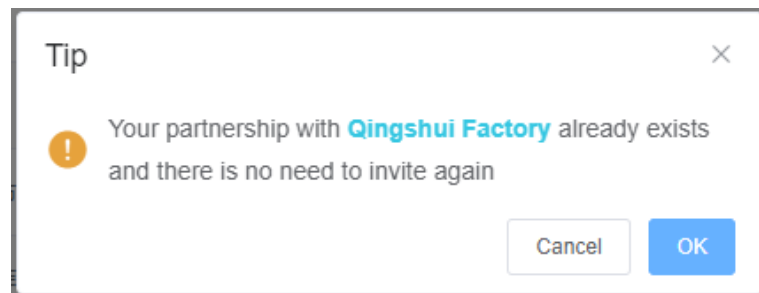 Tip
Your partnership with Qingshui Factory already exists
and there is no need to invite again
Cancel
OK